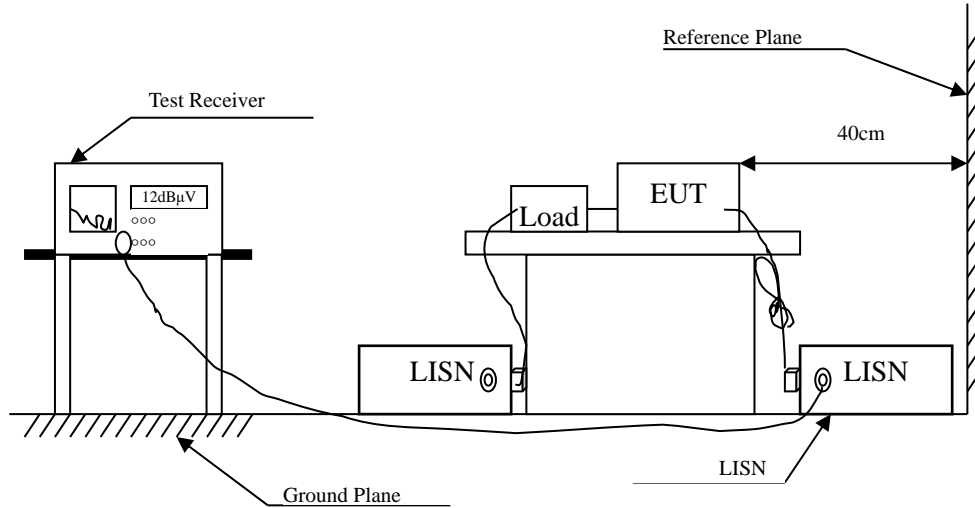 Reference Plane
Test Receiver
40cm
12dBμV
Load
EUT
LISN
LISN
LISN
Ground Plane